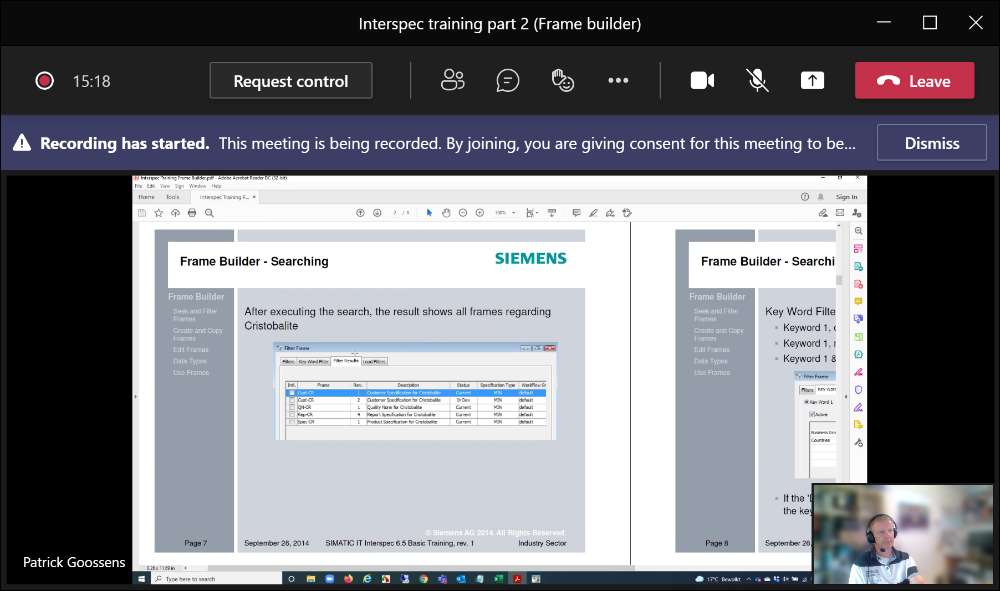 Interspec training part 2 (Frame builder)
15:18
Request control
Leave
Recording has started. This meeting is being recorded. By joining, you are giving consent for this meeting to be...
Dismiss
Interspec Training Frame Builder.pdf - Adobe Acrobat Reader DC (32-bit)
File Edit View Sign Window Help
Home Tools Interspec Training F... Sign In
2 / 8 300%
Frame Builder - Searching
SIEMENS
Frame Builder
Seek and Filter
Frames
Create and Copy
Frames
Edit Frames
Data Types
Use Frames
After executing the search, the result shows all frames regarding
Cristobalite
Filter Frame
Filters Key Word Filter Filter Results Load Filters
Intl. Frame Rev. Description Status Specification Type WorkFlow Gr
Cust-CR 1 Customer Specification for Cristobalite Current MIN default
Cust-CR 2 Customer Specification for Cristobalite In Dev MIN default
QN-CR 1 Quality Norm for Cristobalite Current MIN default
Rep-CR 4 Report Specification for Cristobalite Current MIN default
Spec-CR 1 Product Specification for Cristobalite Current MIN default
© Siemens AG 2014. All Rights Reserved.
Page 7 September 26, 2014 SIMATIC IT Interspec 6.5 Basic Training, rev. 1 Industry Sector
Frame Builder - Searchi
Frame Builder
Seek and Filter
Frames
Create and Copy
Frames
Edit Frames
Data Types
Use Frames
Key Word Filte
Keyword 1,
Keyword 1,
Keyword 1 &
Filter Frame
Filters Key Word
Key Word 1
Active
Business Gro
Countries
If the
the key
Page 8 September 26,
Patrick Goossens
8.26 x 11.69 in
Type here to search
17°C Bewolkt